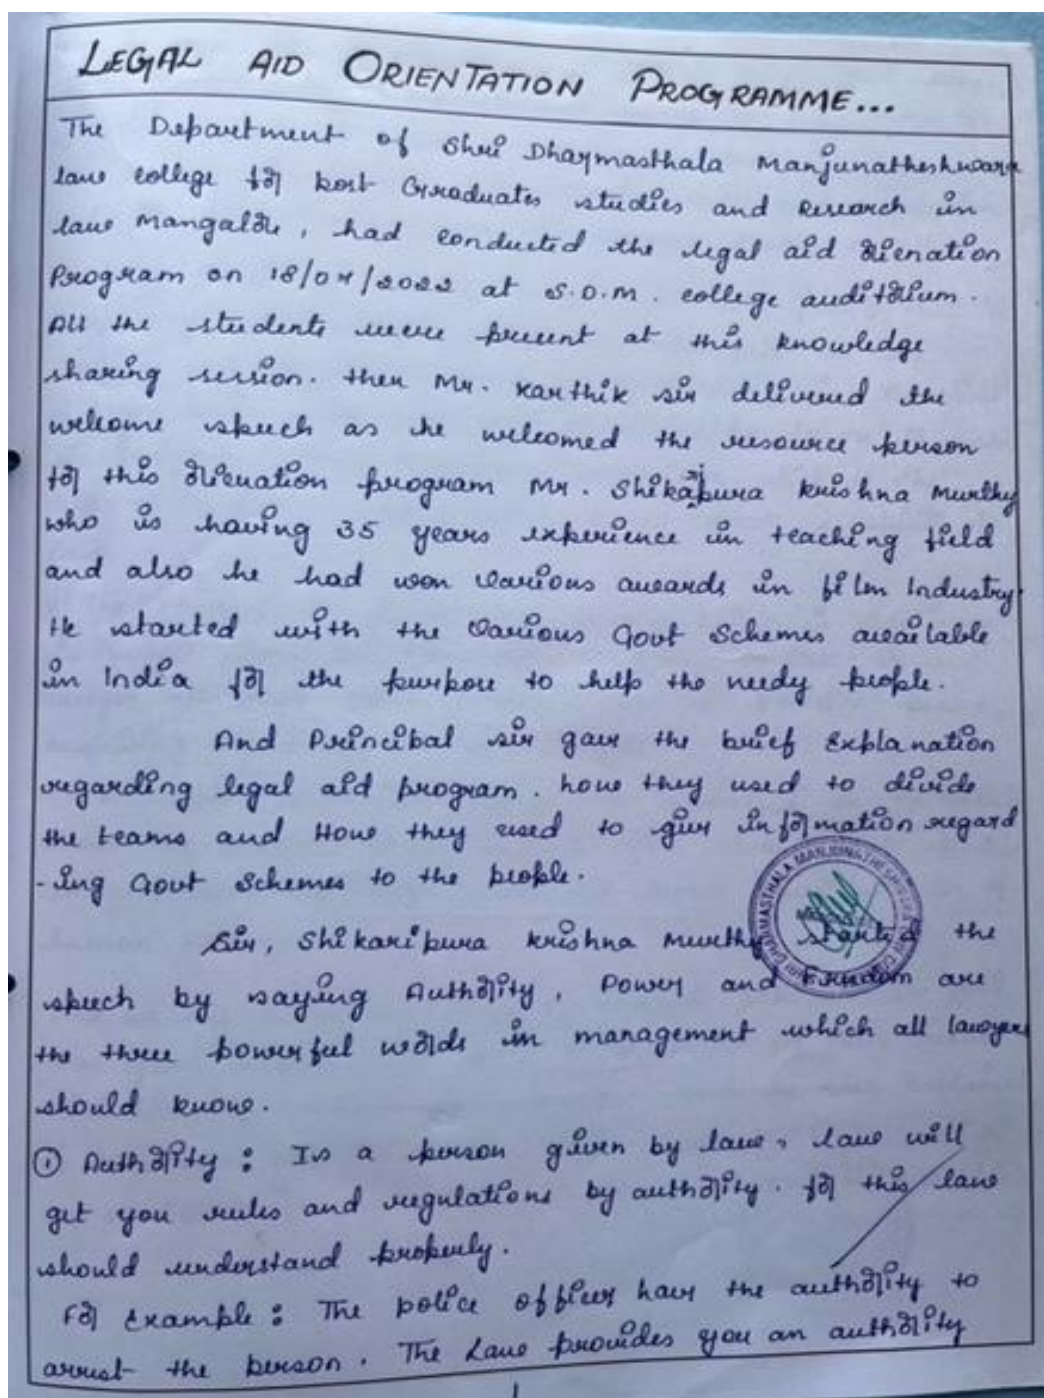 LEGAL AID ORIENTATION PROGRAMME...
The Department of Shri Dharmasthala Manjunatheshwara
law college for Post Graduates studies and Research in
law Mangalore, had conducted the legal aid orienation
Program on 18/07/2022 at S.D.M. college auditorium.
All the students were present at this knowledge
sharing session. then Mr. Karthik sir delivered the
welcome speech as he welcomed the resource person
for this orienation program Mr. Shikaripura Krishna Murthy
who is having 35 years experience in teaching field
and also he had won various awards in film Industry.
He started with the various Govt Schemes available
in India for the purpose to help the needy people.
And Principal sir gave the brief Explanation
regarding legal aid program. how they used to divide
the teams and How they used to give information regard
-ing Govt Schemes to the people.
Sir, Shikaripura Krishna Murthy started the
speech by saying Authority, Power and Freedom are
the three powerful words in management which all lawyers
should know.
① Authority : Is a person given by law, law will
get you rules and regulations by authority. for this law
should understand properly.
For Example : The police officer have the authority to
arrest the person. The Law provides you an authority
SHRI DHARMASTHALA MANJUNATHESHWARA